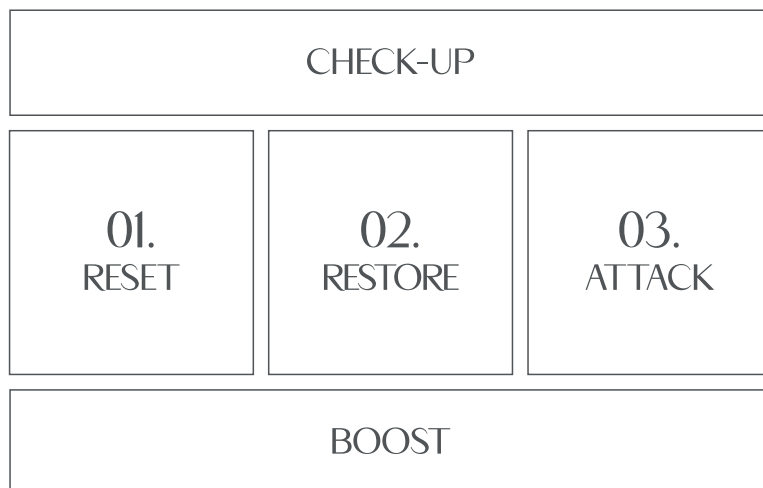 CHECK-UP
01.
RESET
02.
RESTORE
03.
ATTACK
BOOST